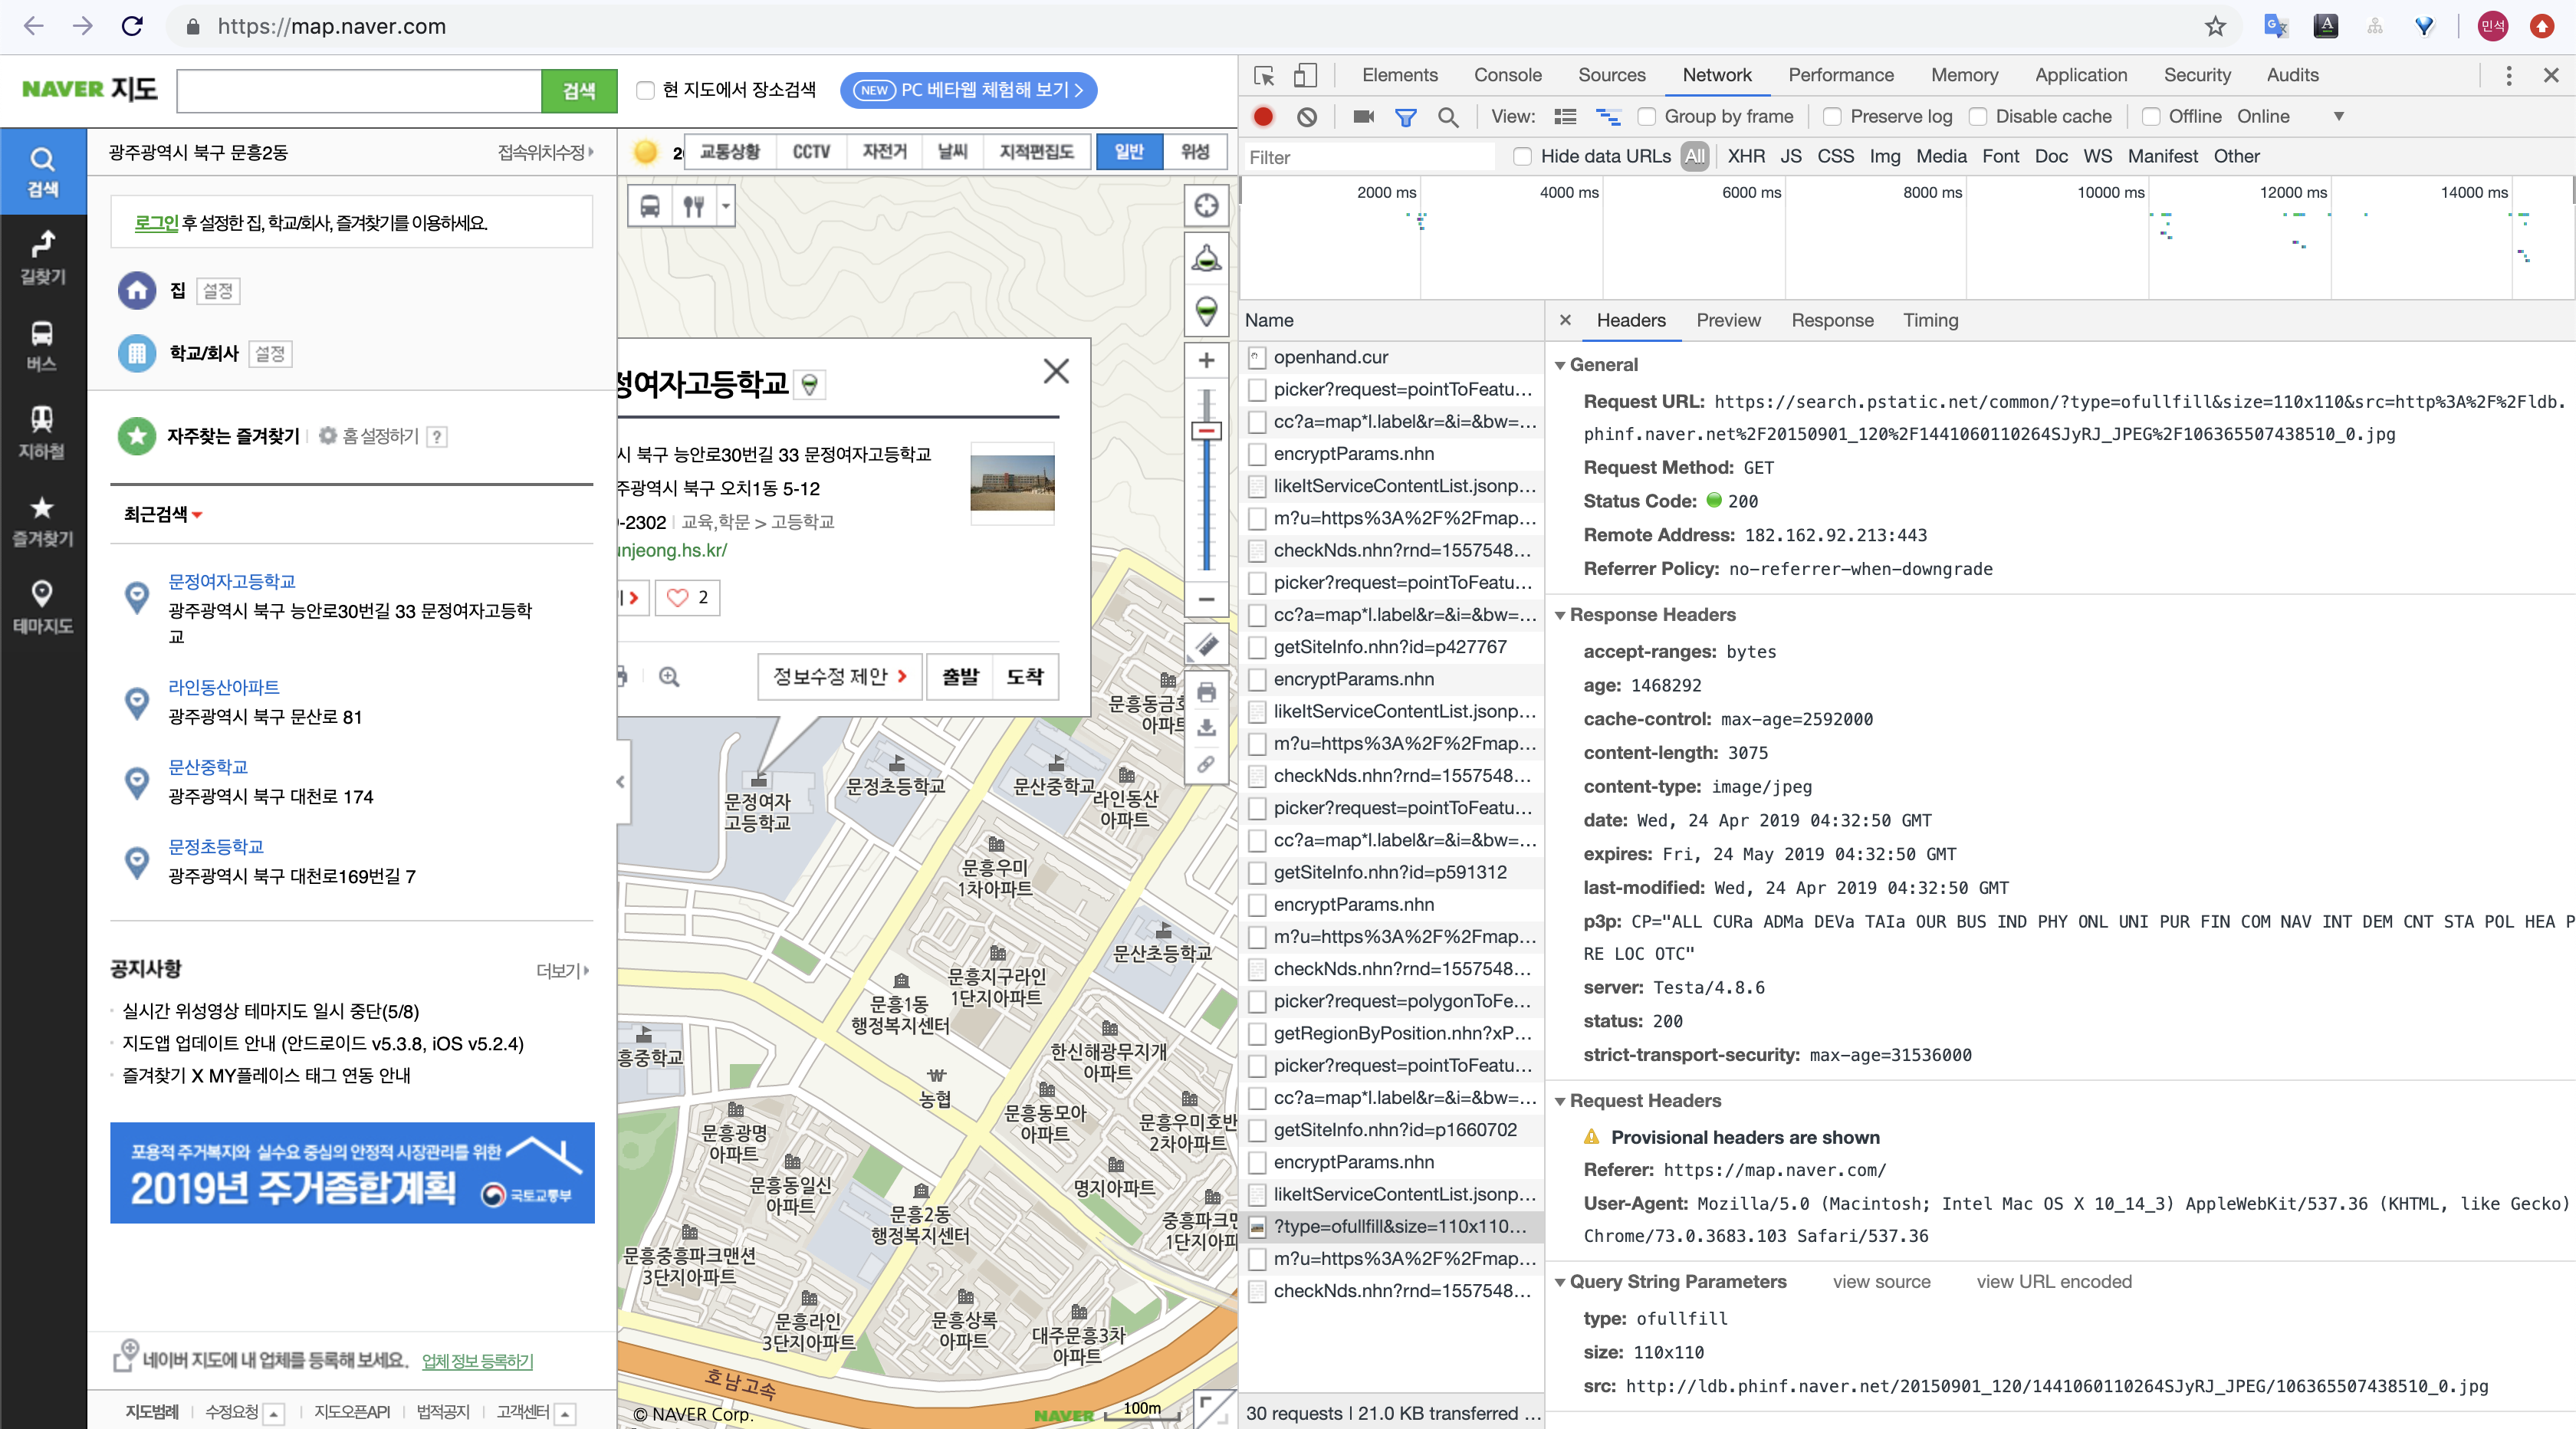 https://map.naver.com
민석
NAVER 지도
검색
현 지도에서 장소검색
NEW PC 베타웹 체험해 보기
검색
길찾기
버스
지하철
즐겨찾기
테마지도
광주광역시 북구 문흥2동
접속위치수정
로그인 후 설정한 집, 학교/회사, 즐겨찾기를 이용하세요.
집 설정
학교/회사 설정
자주찾는 즐겨찾기 홈 설정하기 ?
최근검색
문정여자고등학교
광주광역시 북구 능안로30번길 33 문정여자고등학
교
라인동산아파트
광주광역시 북구 문산로 81
문산중학교
광주광역시 북구 대천로 174
문정초등학교
광주광역시 북구 대천로169번길 7
공지사항
더보기
실시간 위성영상 테마지도 일시 중단(5/8)
지도앱 업데이트 안내 (안드로이드 v5.3.8, iOS v5.2.4)
즐겨찾기 X MY플레이스 태그 연동 안내
포용적 주거복지와 실수요 중심의 안정적 시장관리를 위한
2019년 주거종합계획 국토교통부
네이버 지도에 내 업체를 등록해 보세요. 업체 정보 등록하기
지도범례 수정요청 지도오픈API 법적공지 고객센터
교통상황 CCTV 자전거 날씨 지적편집도 일반 위성
정여자고등학교
시 북구 능안로30번길 33 문정여자고등학교
주광역시 북구 오치1동 5-12
-2302 교육,학문 > 고등학교
unjeong.hs.kr/
2
정보수정 제안 출발 도착
문흥동금호
아파트
문정여자
고등학교
문정초등학교
문산중학교
라인동산
아파트
문흥우미
1차아파트
문산초등학교
문흥지구라인
1단지아파트
문흥1동
행정복지센터
흥중학교
한신해광무지개
아파트
농협
문흥동모아
아파트
문흥우미호반
2차아파트
문흥광명
아파트
명지아파트
문흥동일신
아파트
문흥2동
행정복지센터
중흥파크맨
1단지아파
문흥중흥파크맨션
3단지아파트
문흥라인
3단지아파트
문흥상록
아파트
대주문흥3차
아파트
호남고속
© NAVER Corp.
NAVER 100m
Elements Console Sources Network Performance Memory Application Security Audits
View: Group by frame Preserve log Disable cache Offline Online
Filter Hide data URLs All XHR JS CSS Img Media Font Doc WS Manifest Other
2000 ms 4000 ms 6000 ms 8000 ms 10000 ms 12000 ms 14000 ms
Name
openhand.cur
picker?request=pointToFeatu…
cc?a=map*l.label&r=&i=&bw=…
encryptParams.nhn
likeItServiceContentList.jsonp…
m?u=https%3A%2F%2Fmap…
checkNds.nhn?rnd=1557548…
picker?request=pointToFeatu…
cc?a=map*l.label&r=&i=&bw=…
getSiteInfo.nhn?id=p427767
encryptParams.nhn
likeItServiceContentList.jsonp…
m?u=https%3A%2F%2Fmap…
checkNds.nhn?rnd=1557548…
picker?request=pointToFeatu…
cc?a=map*l.label&r=&i=&bw=…
getSiteInfo.nhn?id=p591312
encryptParams.nhn
m?u=https%3A%2F%2Fmap…
checkNds.nhn?rnd=1557548…
picker?request=polygonToFe…
getRegionByPosition.nhn?xP…
picker?request=pointToFeatu…
cc?a=map*l.label&r=&i=&bw=…
getSiteInfo.nhn?id=p1660702
encryptParams.nhn
likeItServiceContentList.jsonp…
?type=ofullfill&size=110x110…
m?u=https%3A%2F%2Fmap…
checkNds.nhn?rnd=1557548…
30 requests | 21.0 KB transferred …
Headers Preview Response Timing
General
Request URL: https://search.pstatic.net/common/?type=ofullfill&size=110x110&src=http%3A%2F%2Fldb.
phinf.naver.net%2F20150901_120%2F1441060110264SJyRJ_JPEG%2F106365507438510_0.jpg
Request Method: GET
Status Code: 200
Remote Address: 182.162.92.213:443
Referrer Policy: no-referrer-when-downgrade
Response Headers
accept-ranges: bytes
age: 1468292
cache-control: max-age=2592000
content-length: 3075
content-type: image/jpeg
date: Wed, 24 Apr 2019 04:32:50 GMT
expires: Fri, 24 May 2019 04:32:50 GMT
last-modified: Wed, 24 Apr 2019 04:32:50 GMT
p3p: CP="ALL CURa ADMa DEVa TAIa OUR BUS IND PHY ONL UNI PUR FIN COM NAV INT DEM CNT STA POL HEA P
RE LOC OTC"
server: Testa/4.8.6
status: 200
strict-transport-security: max-age=31536000
Request Headers
Provisional headers are shown
Referer: https://map.naver.com/
User-Agent: Mozilla/5.0 (Macintosh; Intel Mac OS X 10_14_3) AppleWebKit/537.36 (KHTML, like Gecko)
Chrome/73.0.3683.103 Safari/537.36
Query String Parameters view source view URL encoded
type: ofullfill
size: 110x110
src: http://ldb.phinf.naver.net/20150901_120/1441060110264SJyRJ_JPEG/106365507438510_0.jpg